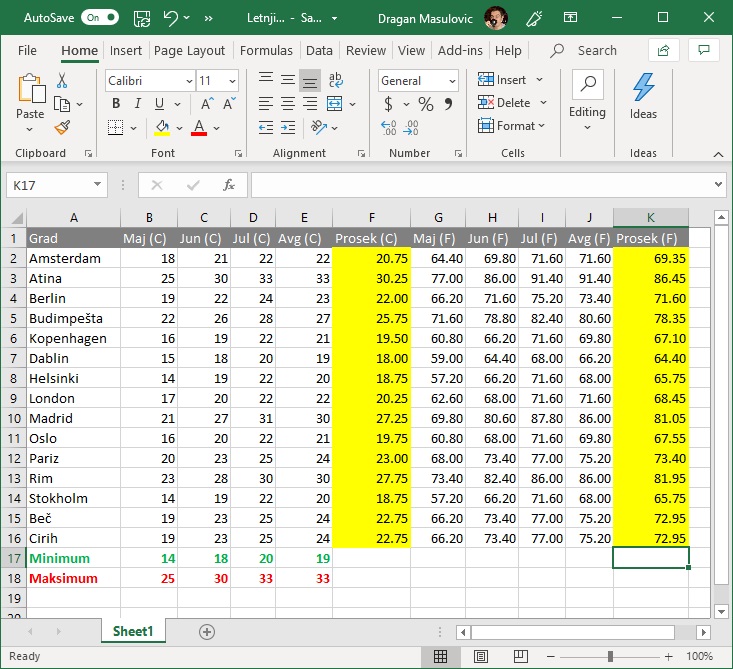 AutoSave On » Letnji... - Sa... Dragan Masulovic
File Home Insert Page Layout Formulas Data Review View Add-ins Help Search
Calibri 11 General Insert
Paste B I U A A $ % Delete Editing Ideas
A Format
Clipboard Font Alignment Number Cells Ideas
K17 fx
A B C D E F G H I J K
1 Grad Maj (C) Jun (C) Jul (C) Avg (C) Prosek (C) Maj (F) Jun (F) Jul (F) Avg (F) Prosek (F)
2 Amsterdam 18 21 22 22 20.75 64.40 69.80 71.60 71.60 69.35
3 Atina 25 30 33 33 30.25 77.00 86.00 91.40 91.40 86.45
4 Berlin 19 22 24 23 22.00 66.20 71.60 75.20 73.40 71.60
5 Budimpešta 22 26 28 27 25.75 71.60 78.80 82.40 80.60 78.35
6 Kopenhagen 16 19 22 21 19.50 60.80 66.20 71.60 69.80 67.10
7 Dablin 15 18 20 19 18.00 59.00 64.40 68.00 66.20 64.40
8 Helsinki 14 19 22 20 18.75 57.20 66.20 71.60 68.00 65.75
9 London 17 20 22 22 20.25 62.60 68.00 71.60 71.60 68.45
10 Madrid 21 27 31 30 27.25 69.80 80.60 87.80 86.00 81.05
11 Oslo 16 20 22 21 19.75 60.80 68.00 71.60 69.80 67.55
12 Pariz 20 23 25 24 23.00 68.00 73.40 77.00 75.20 73.40
13 Rim 23 28 30 30 27.75 73.40 82.40 86.00 86.00 81.95
14 Stokholm 14 19 22 20 18.75 57.20 66.20 71.60 68.00 65.75
15 Beč 19 23 25 24 22.75 66.20 73.40 77.00 75.20 72.95
16 Cirih 19 23 25 24 22.75 66.20 73.40 77.00 75.20 72.95
17 Minimum 14 18 20 19
18 Maksimum 25 30 33 33
19
20
Sheet1
Ready 100%